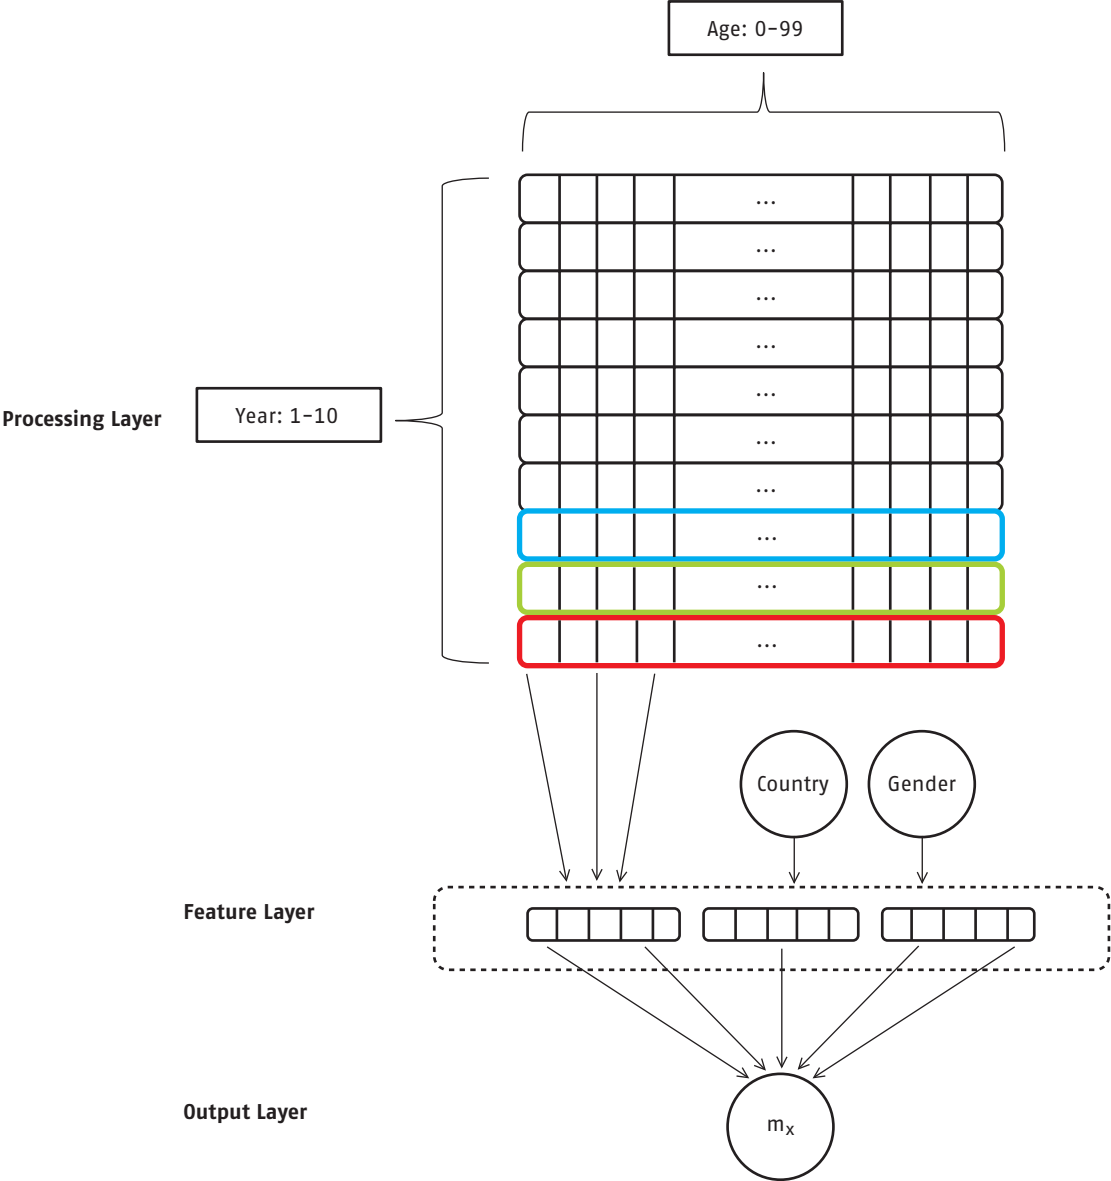 Age: 0–99
...
...
...
...
...
Processing Layer
Year: 1–10
...
...
...
...
...
Country
Gender
Feature Layer
Output Layer
mx